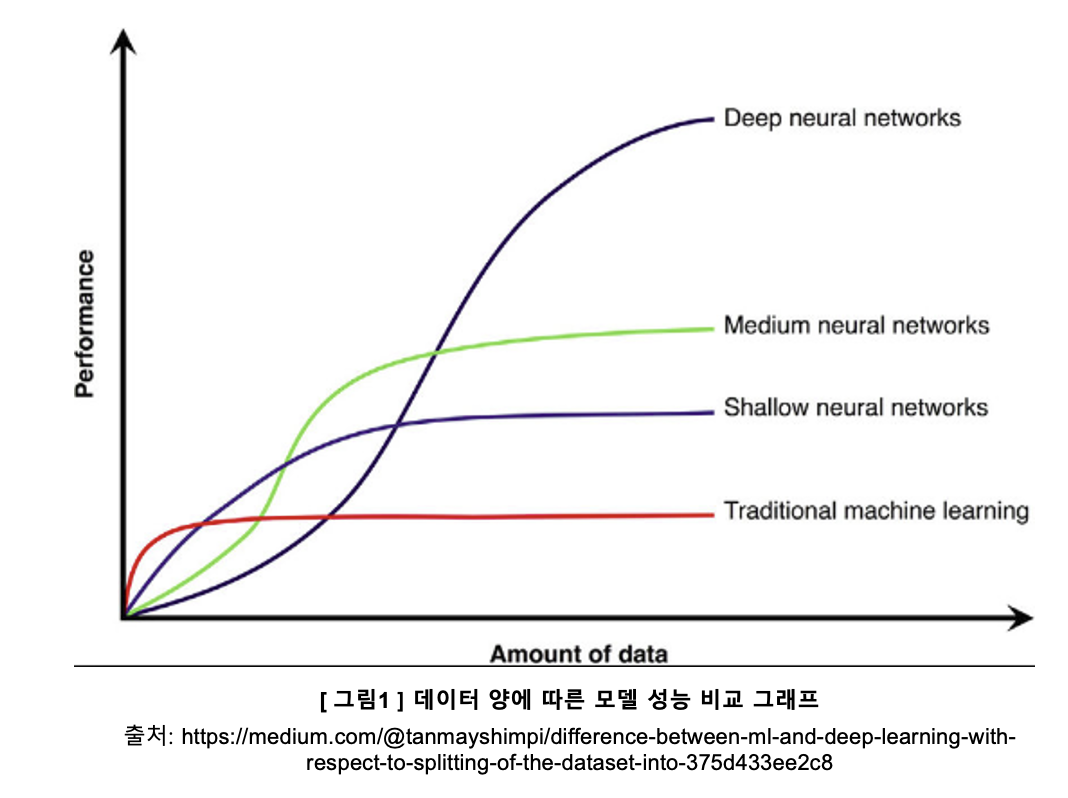 Deep neural networks
Medium neural networks
Shallow neural networks
Traditional machine learning
Performance
Amount of data
[ 그림1 ] 데이터 양에 따른 모델 성능 비교 그래프
출처: https://medium.com/@tanmayshimpi/difference-between-ml-and-deep-learning-with-
respect-to-splitting-of-the-dataset-into-375d433ee2c8